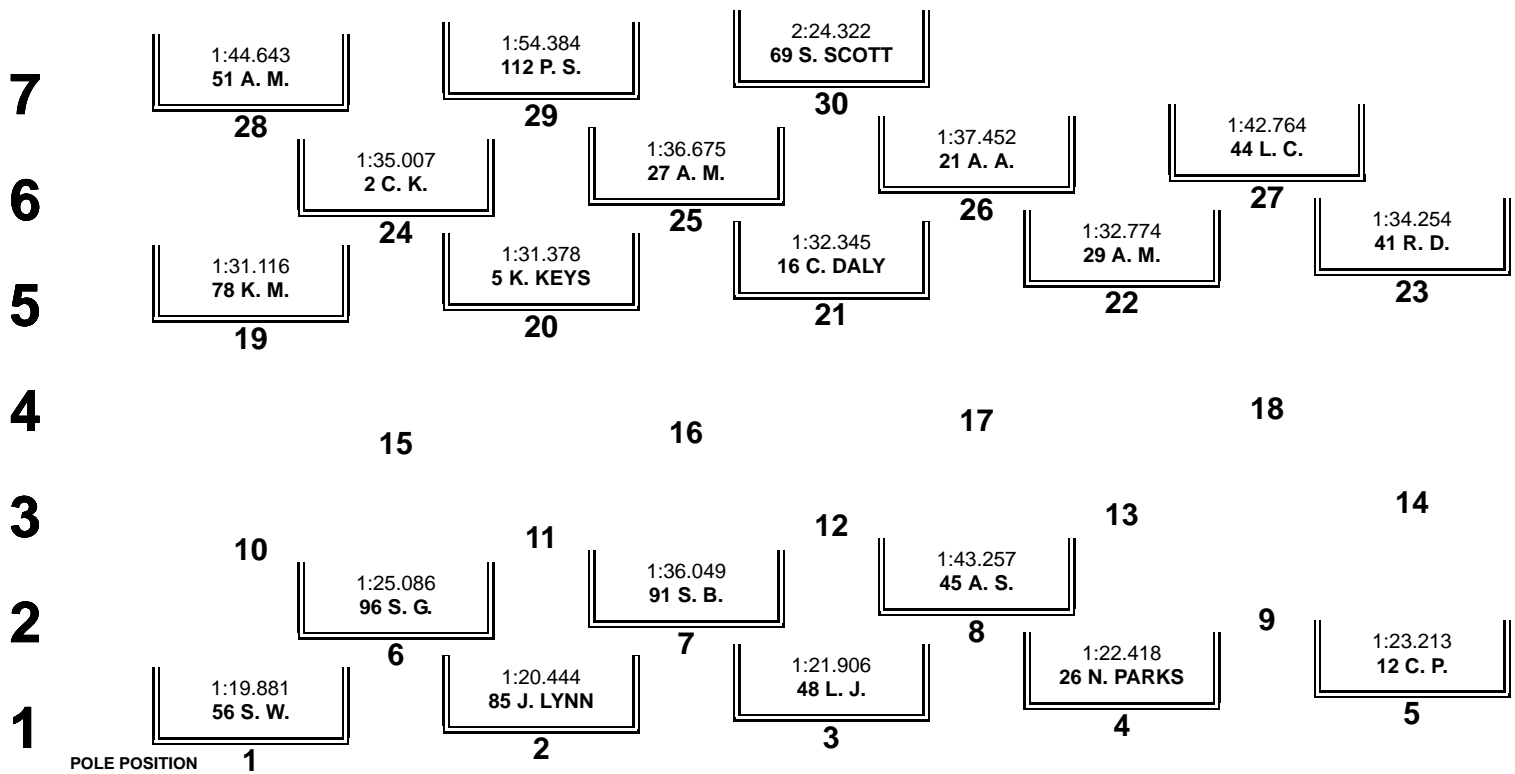 7
1:44.643
51 A. M.
28
1:54.384
112 P. S.
29
2:24.322
69 S. SCOTT
30
6
1:35.007
2 C. K.
24
1:36.675
27 A. M.
25
1:37.452
21 A. A.
26
1:42.764
44 L. C.
27
5
1:31.116
78 K. M.
19
1:31.378
5 K. KEYS
20
1:32.345
16 C. DALY
21
1:32.774
29 A. M.
22
1:34.254
41 R. D.
23
4
15
16
17
18
3
10
11
12
13
14
2
1:25.086
96 S. G.
6
1:36.049
91 S. B.
7
1:43.257
45 A. S.
8
9
1
1:19.881
56 S. W.
POLE POSITION 1
1:20.444
85 J. LYNN
2
1:21.906
48 L. J.
3
1:22.418
26 N. PARKS
4
1:23.213
12 C. P.
5